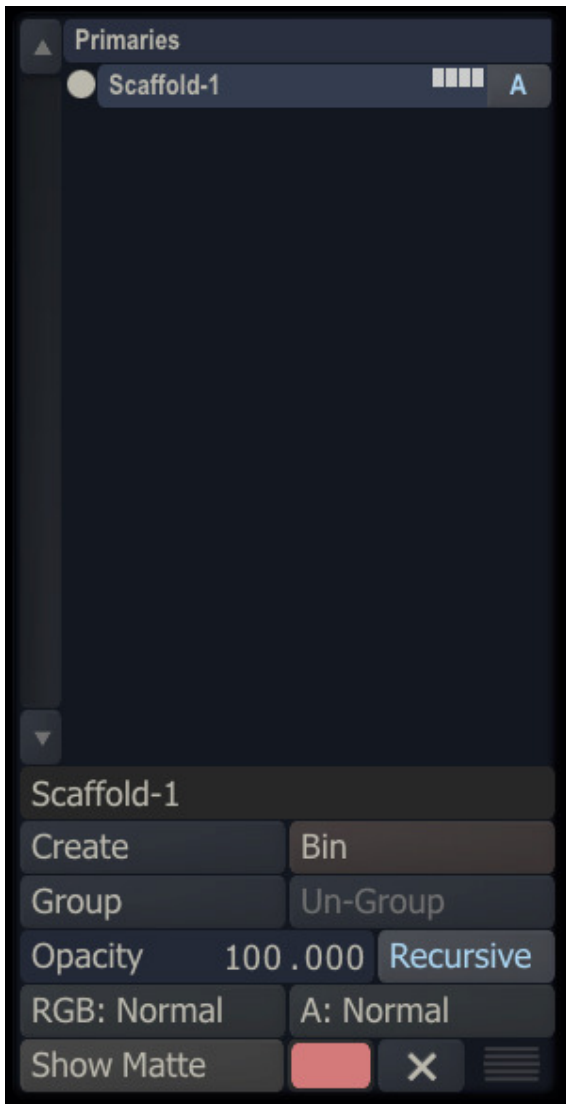 Primaries
Scaffold-1 A
Scaffold-1
Create Bin
Group Un-Group
Opacity 100.000 Recursive
RGB: Normal A: Normal
Show Matte